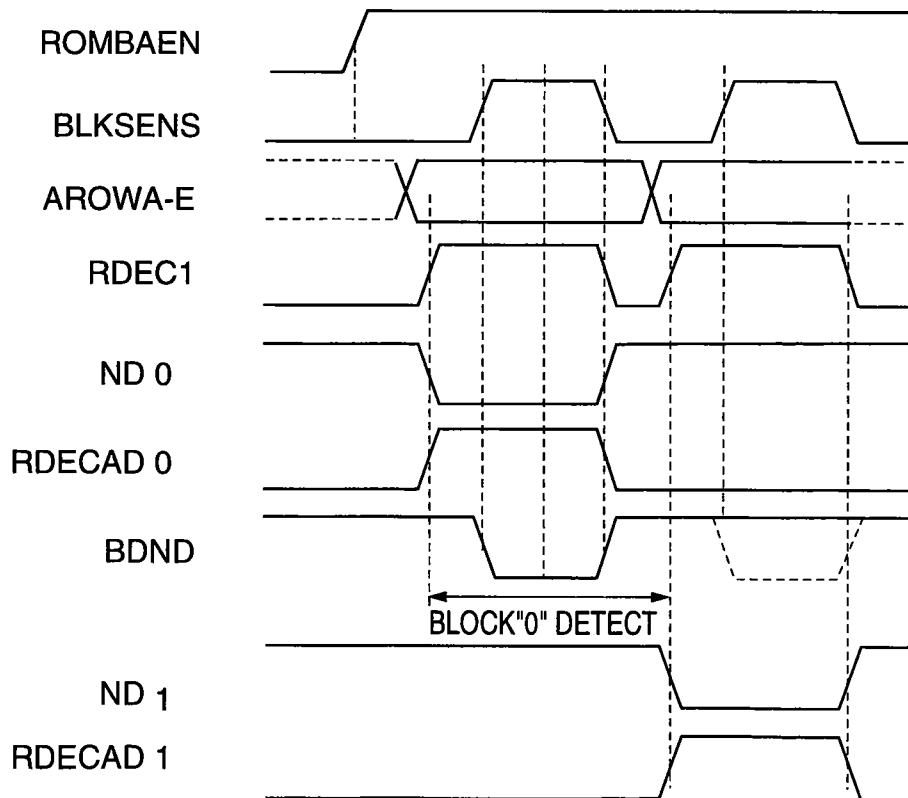 ROMBAEN
BLKSENS
AROWA-E
RDEC1
ND 0
RDECAD 0
BDND
BLOCK"0" DETECT
ND 1
RDECAD 1